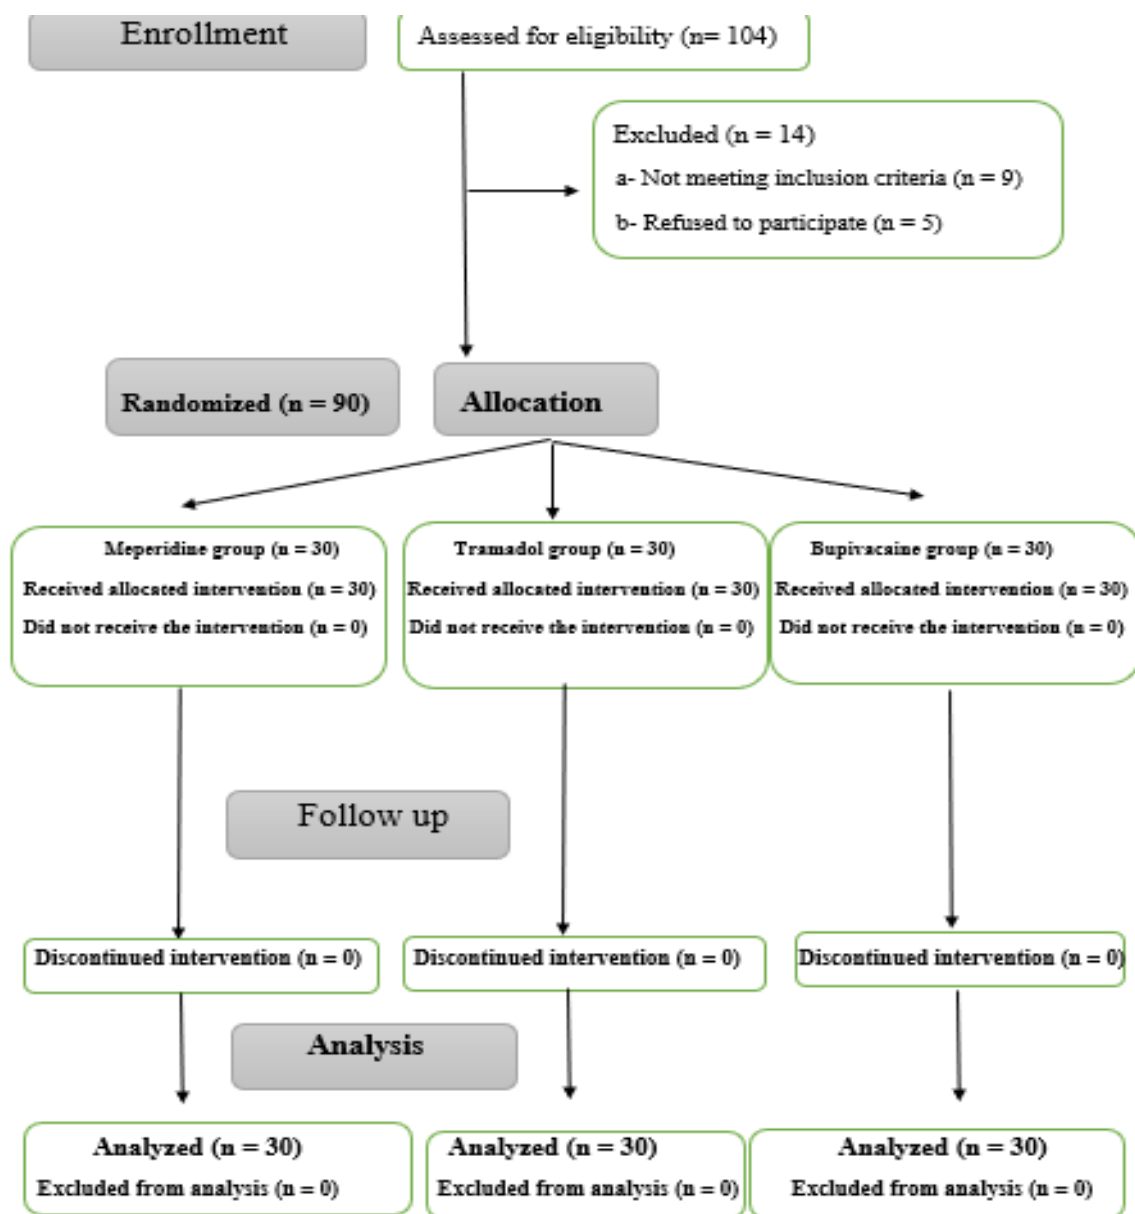 Enrollment
Assessed for eligibility (n= 104)
Excluded (n = 14)
a- Not meeting inclusion criteria (n = 9)
b- Refused to participate (n = 5)
Randomized (n = 90)
Allocation
Meperidine group (n = 30)
Received allocated intervention (n = 30)
Did not receive the intervention (n = 0)
Tramadol group (n = 30)
Received allocated intervention (n = 30)
Did not receive the intervention (n = 0)
Bupivacaine group (n = 30)
Received allocated intervention (n = 30)
Did not receive the intervention (n = 0)
Follow up
Discontinued intervention (n = 0)
Discontinued intervention (n = 0)
Discontinued intervention (n = 0)
Analysis
Analyzed (n = 30)
Excluded from analysis (n = 0)
Analyzed (n = 30)
Excluded from analysis (n = 0)
Analyzed (n = 30)
Excluded from analysis (n = 0)